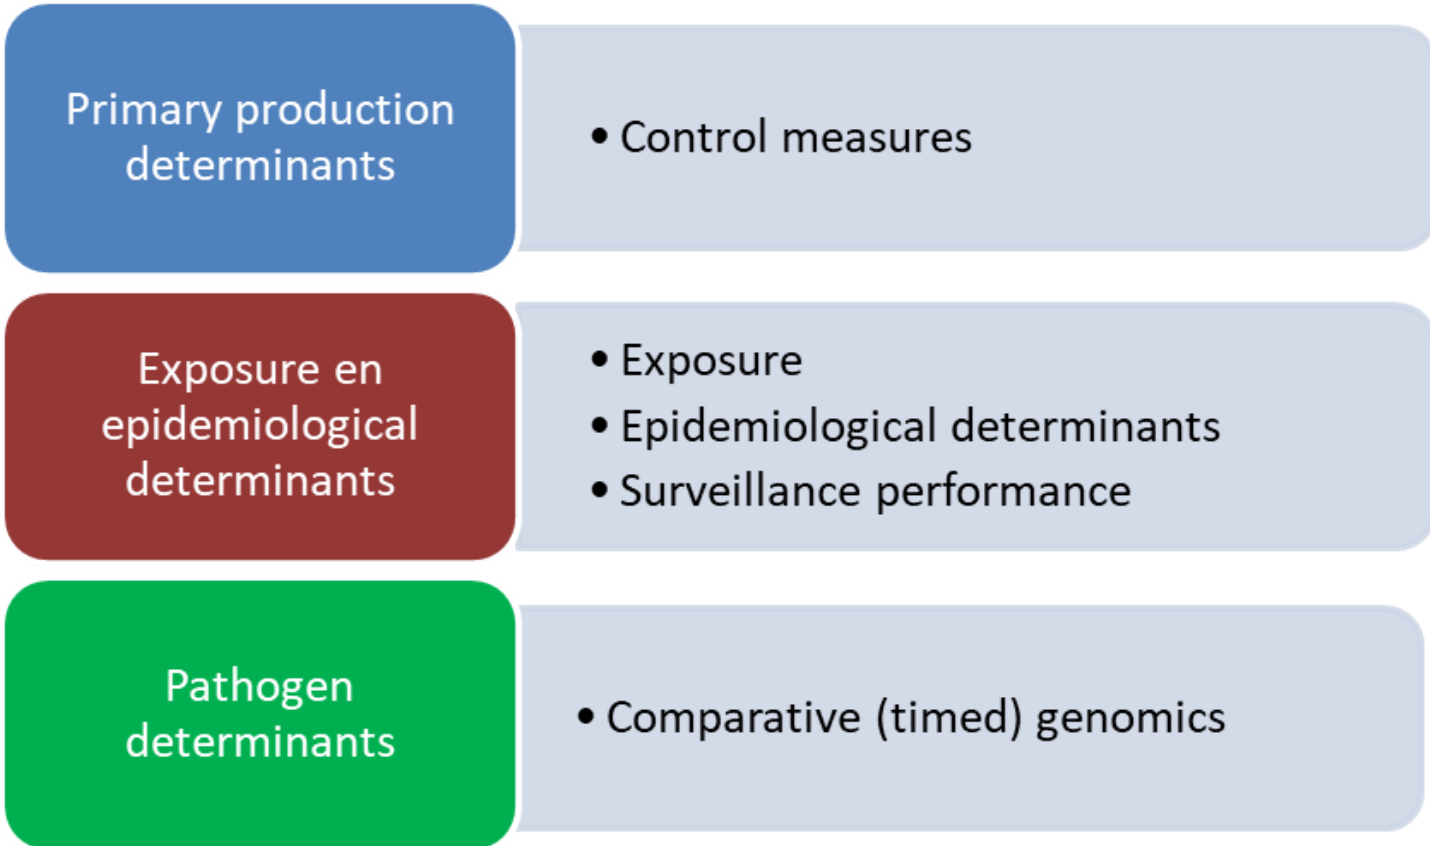 Primary production
determinants
• Control measures
Exposure en
epidemiological
determinants
• Exposure
• Epidemiological determinants
• Surveillance performance
Pathogen
determinants
• Comparative (timed) genomics